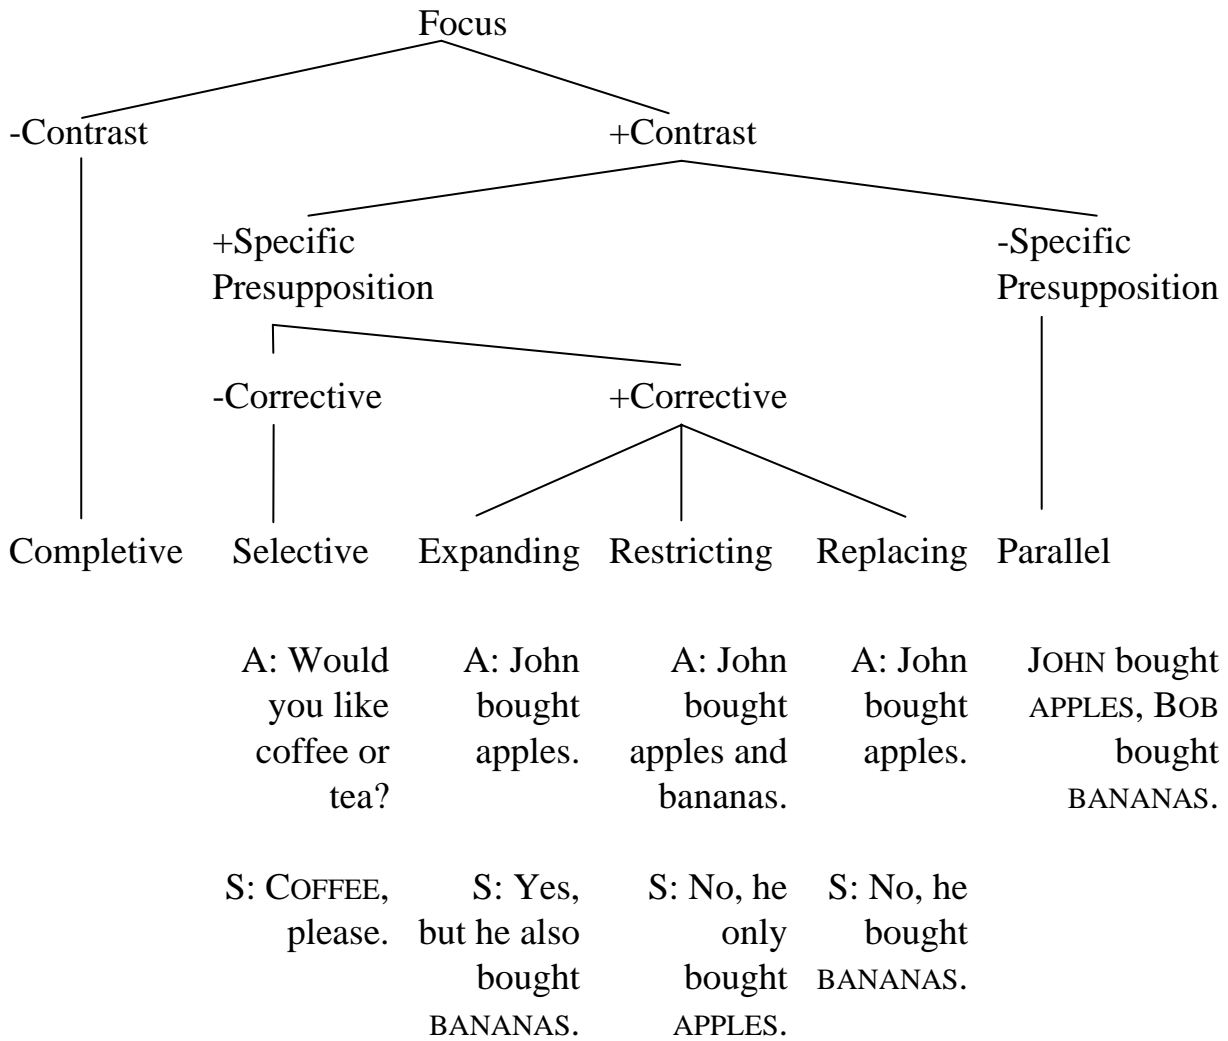 Focus
-Contrast
+Contrast
+Specific
Presupposition
-Specific
Presupposition
-Corrective
+Corrective
Completive
Selective
Expanding
Restricting
Replacing
Parallel
A: Would
you like
coffee or
tea?
S: COFFEE,
please.
A: John
bought
apples.
S: Yes,
but he also
bought
BANANAS.
A: John
bought
apples and
bananas.
S: No, he
only
bought
APPLES.
A: John
bought
apples.
S: No, he
bought
BANANAS.
JOHN bought
APPLES, BOB
bought
BANANAS.